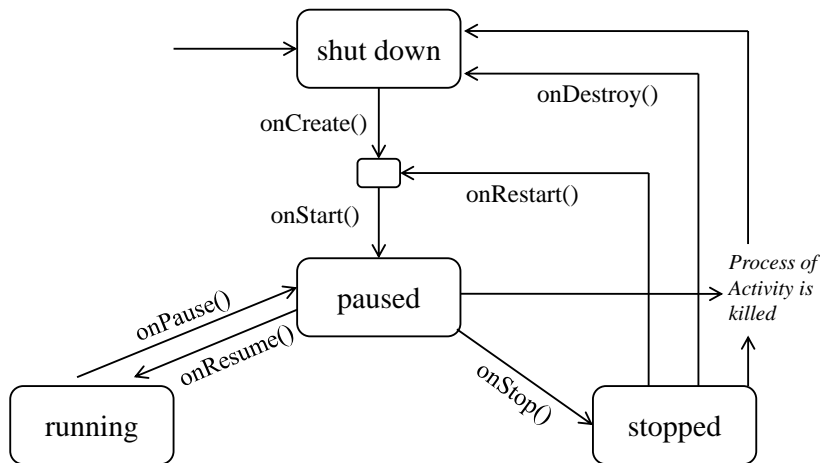 shut down
onDestroy()
onCreate()
onRestart()
onStart()
Process of
Activity is
killed
onPause()
paused
onResume()
onStop()
running
stopped